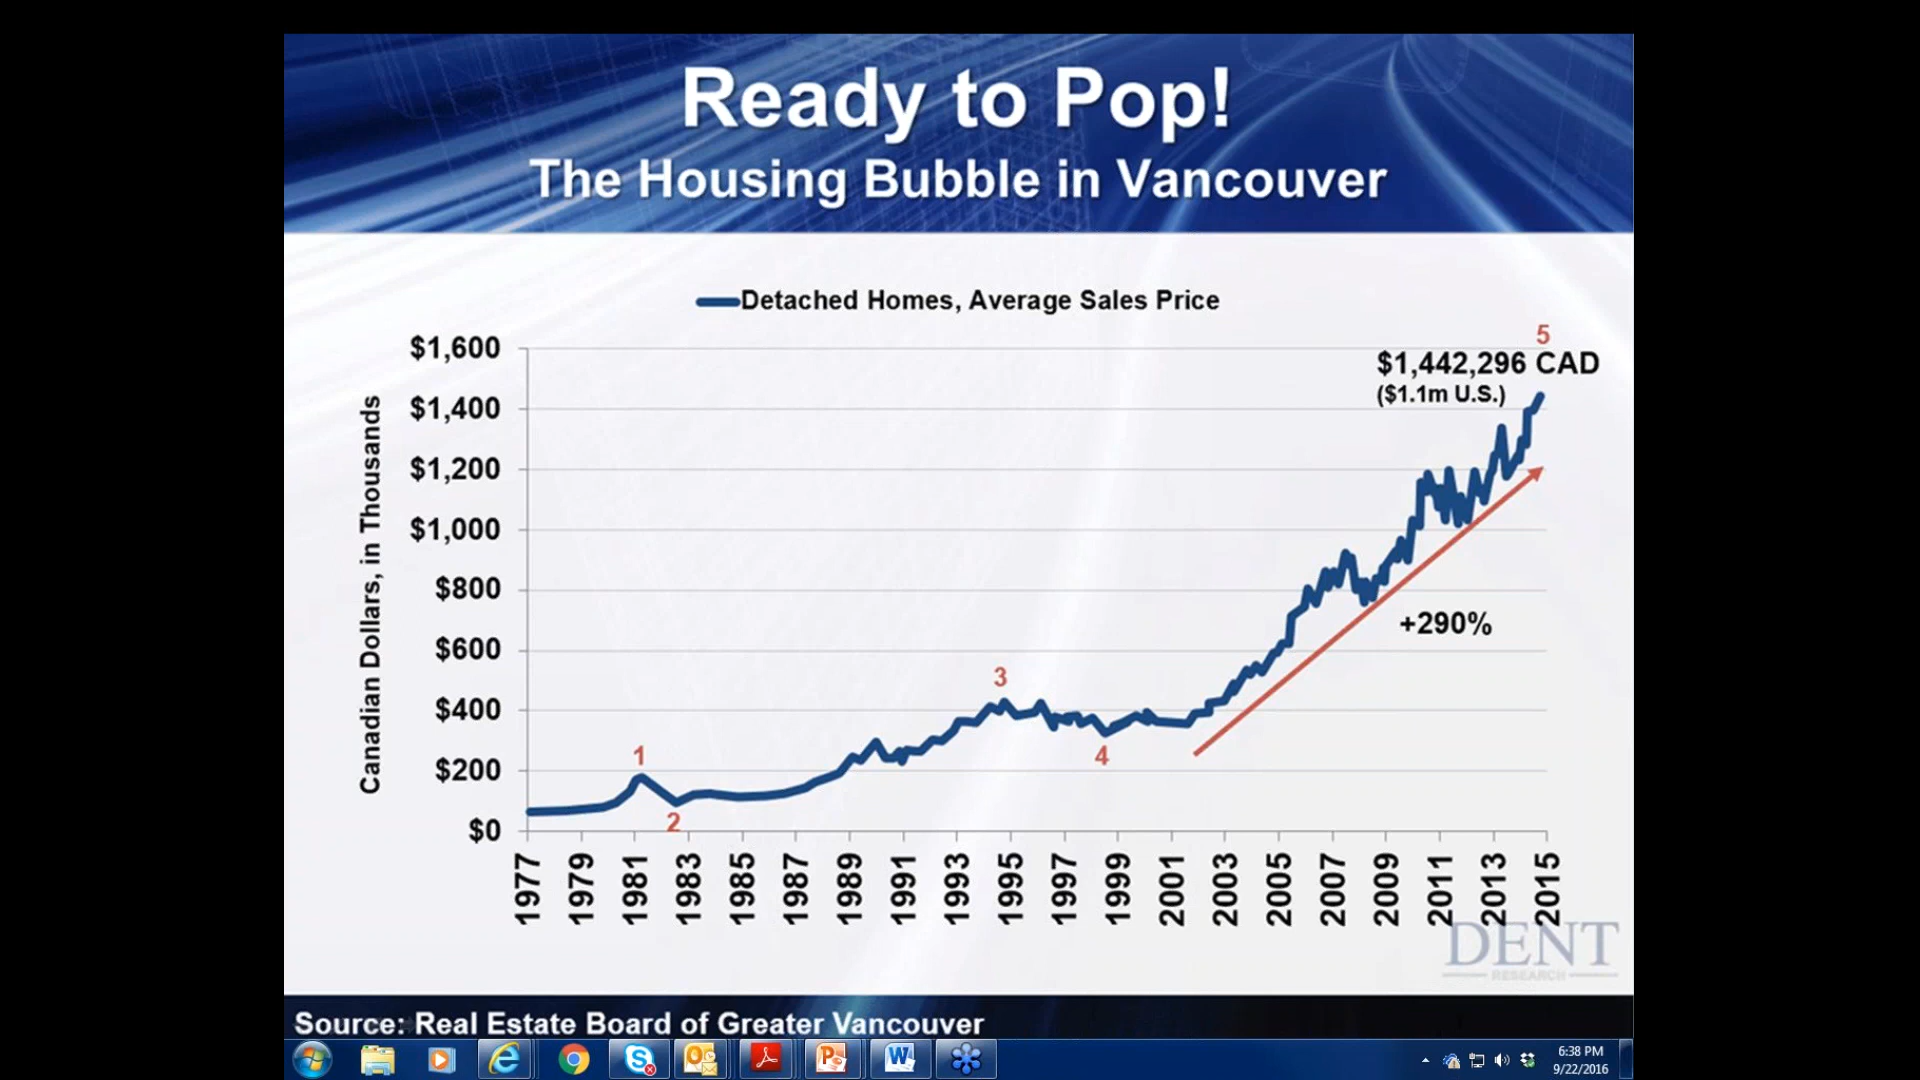 Ready to Pop!
The Housing Bubble in Vancouver
Detached Homes, Average Sales Price
5
$1,442,296 CAD
($1.1m U.S.)
Canadian Dollars, in Thousands
$1,600
$1,400
$1,200
$1,000
$800
$600
$400
$200
$0
+290%
3
1
4
2
1977 1979 1981 1983 1985 1987 1989 1991 1993 1995 1997 1999 2001 2003 2005 2007 2009 2011 2013 2015
DENT
RESEARCH
Source: Real Estate Board of Greater Vancouver
6:38 PM
9/22/2016